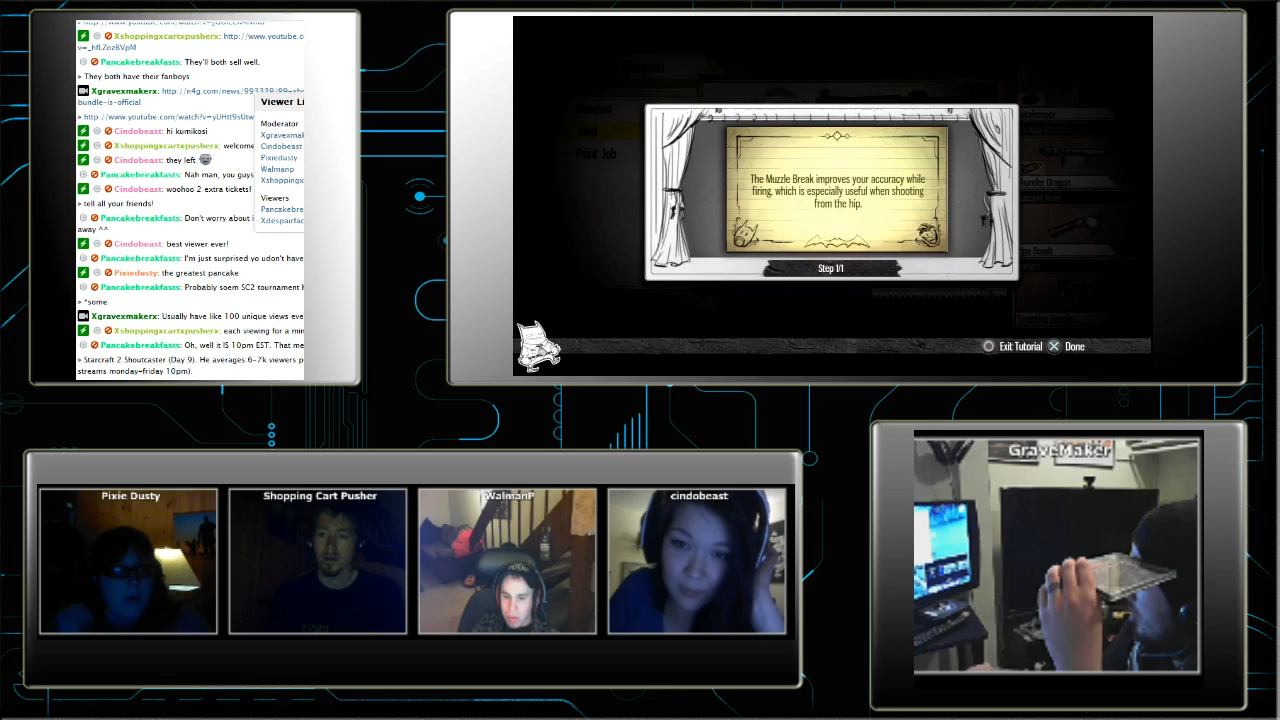 Xshoppingxcartxpusherx: http://www.youtube.c
v=_hfLZozBVpM
Pancakebreakfasts: They'll both sell well.
» They both have their fanboys
Xgravexmakerx: http://n4g.com/news/993339/
bundle-is-official
» http://www.youtube.com/watch?v=yUHtt9sUtw
Cindobeast: hi kumikosi
Xshoppingxcartxpusherx: welcome
Cindobeast: they left
Pancakebreakfasts: Nah man, you guys
Cindobeast: woohoo 2 extra tickets!
» tell all your friends!
Pancakebreakfasts: Don't worry about
away ^^
Cindobeast: best viewer ever!
Pancakebreakfasts: I'm just surprised yo udon't have
Pixiedusty: the greatest pancake
Pancakebreakfasts: Probably soem SC2 tournament
» *some
Xgravexmakerx: Usually have like 100 unique views eve
Xshoppingxcartxpusherx: each viewing for a min
Pancakebreakfasts: Oh, well it IS 10pm EST. That me
» Starcraft 2 Shoutcaster (Day 9). He averages 6-7k viewers p
streams monday-friday 10pm).
Viewer Li
Moderator
Xgravexmak
Cindobeast
Pixiedusty
Walmanp
Xshoppingx
Viewers
Pancakebre
Xdespairfac
Weapon
Paint Job
The Muzzle Break improves your accuracy while
firing, which is especially useful when shooting
from the hip.
Step 1/1
Exit Tutorial Done
Pixie Dusty
Shopping Cart Pusher
WalmanP
cindobeast
GraveMaker